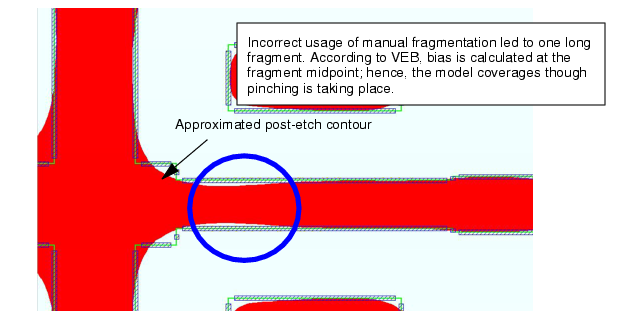 Incorrect usage of manual fragmentation led to one long
fragment. According to VEB, bias is calculated at the
fragment midpoint; hence, the model coverages though
pinching is taking place.
Approximated post-etch contour